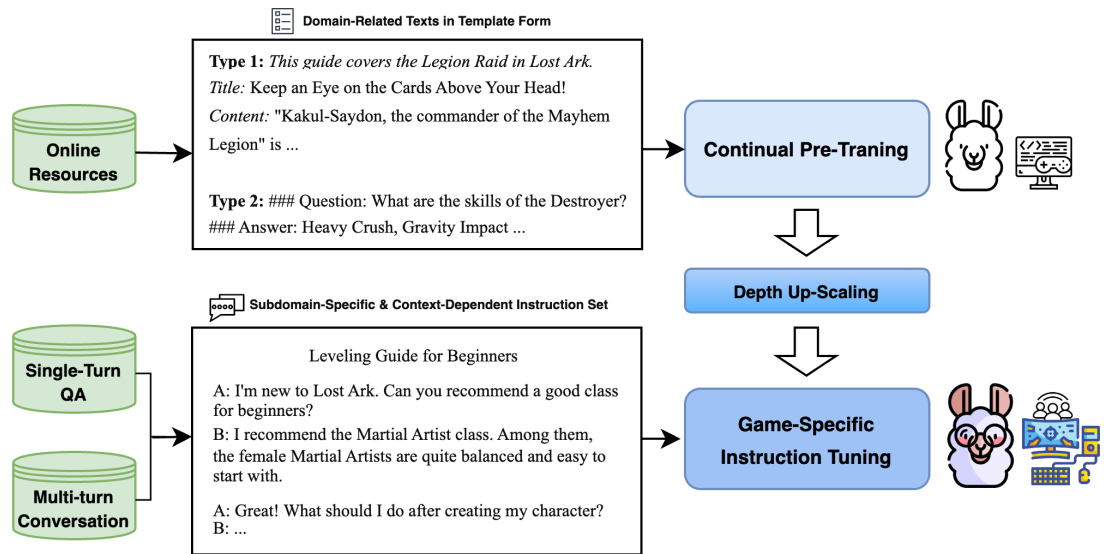 Domain-Related Texts in Template Form
Type 1: This guide covers the Legion Raid in Lost Ark.
Title: Keep an Eye on the Cards Above Your Head!
Content: "Kakul-Saydon, the commander of the Mayhem
Legion" is ...
Type 2: ### Question: What are the skills of the Destroyer?
### Answer: Heavy Crush, Gravity Impact ...
Online
Resources
Continual Pre-Traning
Depth Up-Scaling
Subdomain-Specific & Context-Dependent Instruction Set
Single-Turn
QA
Multi-turn
Conversation
Leveling Guide for Beginners
A: I'm new to Lost Ark. Can you recommend a good class
for beginners?
B: I recommend the Martial Artist class. Among them,
the female Martial Artists are quite balanced and easy to
start with.
A: Great! What should I do after creating my character?
B: ...
Game-Specific
Instruction Tuning